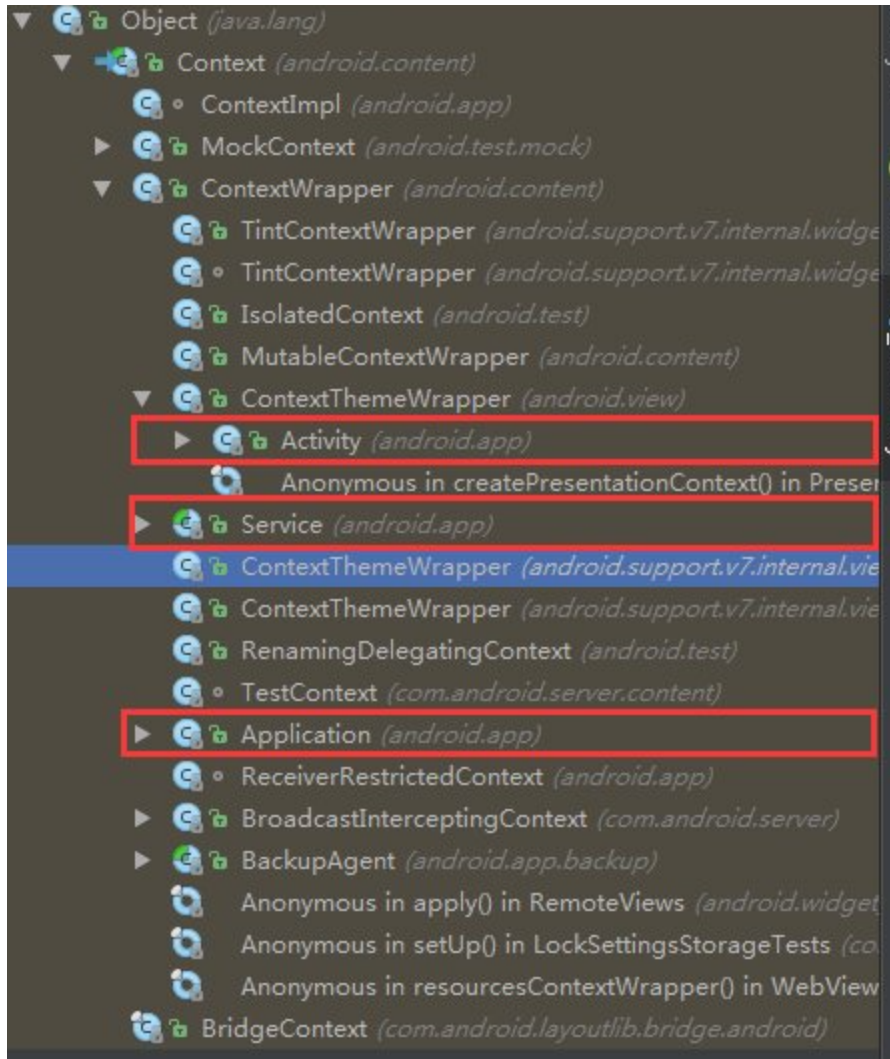 Object (java.lang)
Context (android.content)
ContextImpl (android.app)
MockContext (android.test.mock)
ContextWrapper (android.content)
TintContextWrapper (android.support.v7.internal.widge
TintContextWrapper (android.support.v7.internal.widge
IsolatedContext (android.test)
MutableContextWrapper (android.content)
ContextThemeWrapper (android.view)
Activity (android.app)
Anonymous in createPresentationContext() in Preser
Service (android.app)
ContextThemeWrapper (android.support.v7.internal.vie
ContextThemeWrapper (android.support.v7.internal.vie
RenamingDelegatingContext (android.test)
TestContext (com.android.server.content)
Application (android.app)
ReceiverRestrictedContext (android.app)
BroadcastInterceptingContext (com.android.server)
BackupAgent (android.app.backup)
Anonymous in apply() in RemoteViews (android.widget
Anonymous in setUp() in LockSettingsStorageTests (co
Anonymous in resourcesContextWrapper() in WebView
BridgeContext (com.android.layoutlib.bridge.android)